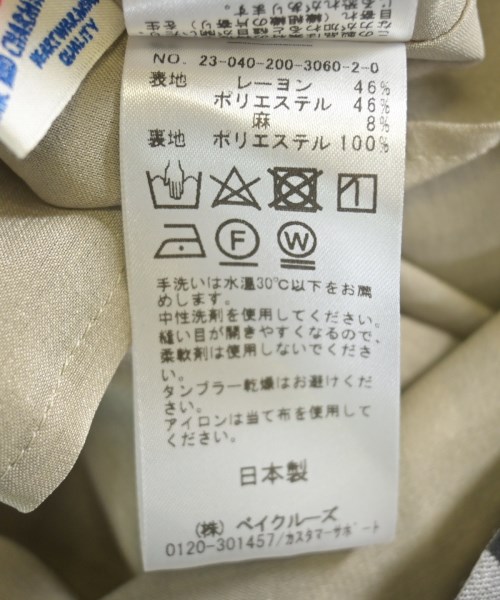 QUALITY
NO. 23-040-200-3060-2-0
表地 レーヨン 46%
ポリエステル 46%
麻 8%
裏地 ポリエステル 100%
F W
手洗いは水温30℃以下をお薦
めします。
中性洗剤を使用してください。
縫い目が開きやすくなるので、
柔軟剤は使用しないでくださ
い。
タンブラー乾燥はお避けくだ
さい。
アイロンは当て布を使用して
ください。
日本製
(株) ベイクルーズ
0120-301457/カスタマーサポート